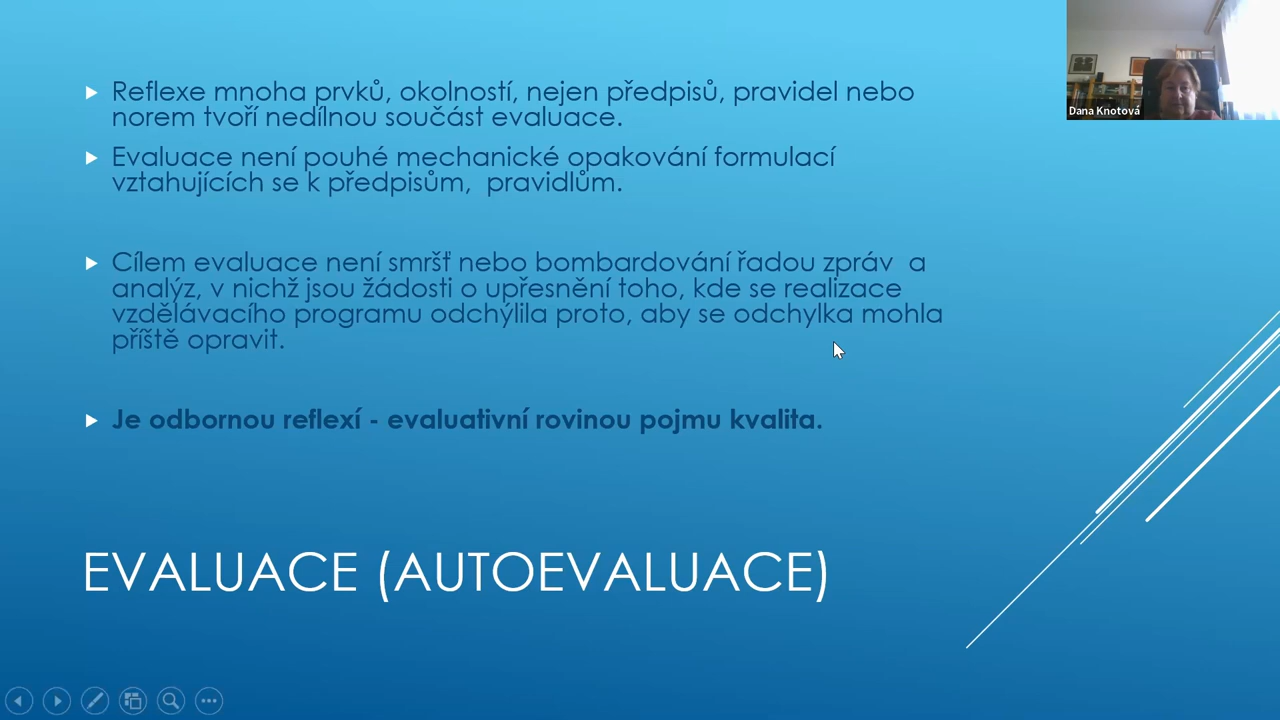 Reflexe mnoha prvků, okolností, nejen předpisů, pravidel nebo
norem tvoří nedílnou součást evaluace.
Evaluace není pouhé mechanické opakování formulací
vztahujících se k předpisům,  pravidlům.
Cílem evaluace není smršť nebo bombardování řadou zpráv  a
analýz, v nichž jsou žádosti o upřesnění toho, kde se realizace
vzdělávacího programu odchýlila proto, aby se odchylka mohla
příště opravit.
Je odbornou reflexí - evaluativní rovinou pojmu kvalita.
EVALUACE (AUTOEVALUACE)
Dana Knotová